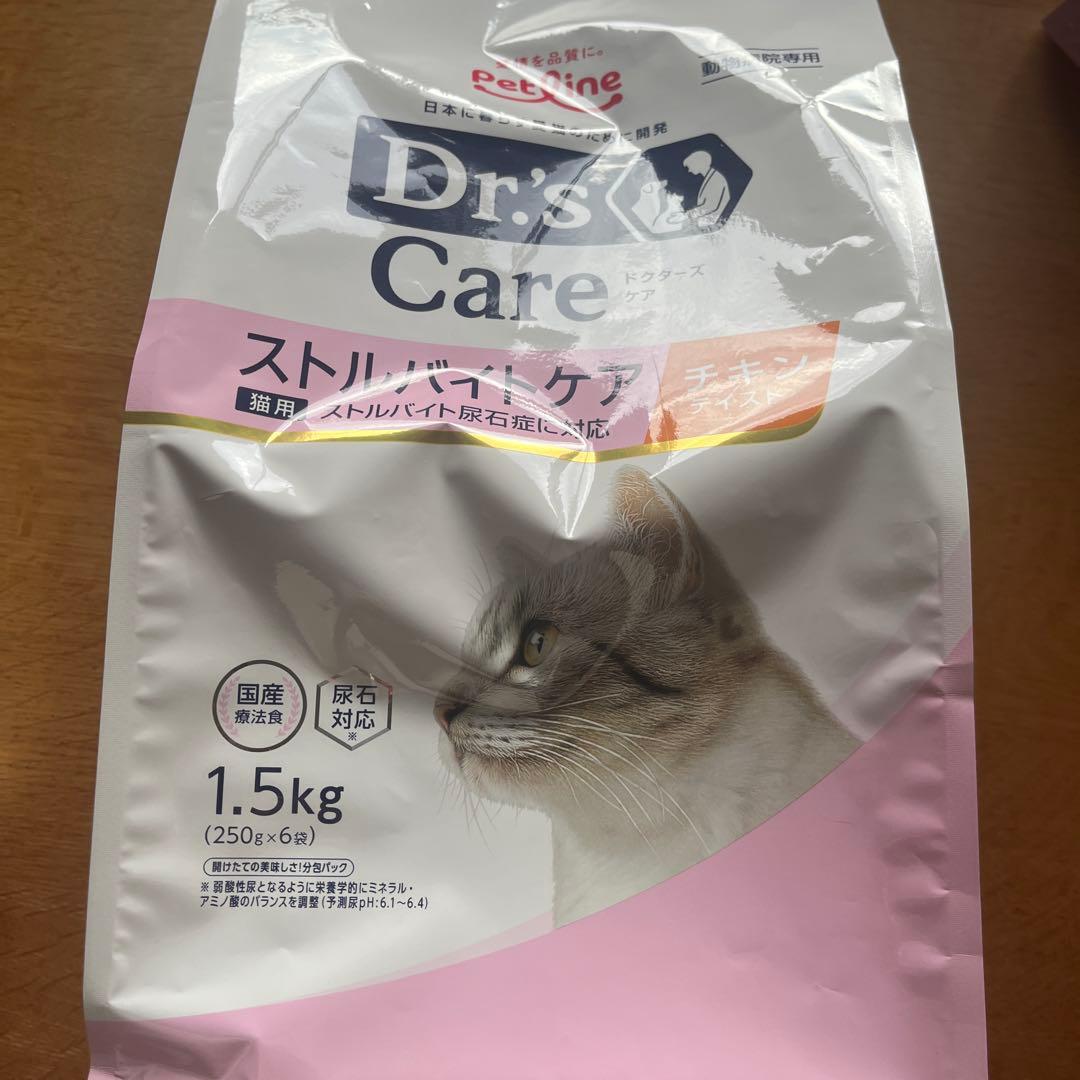 愛情を品質に。
Petline
動物病院専用
日本に暮らす愛猫のために開発
Dr.'s
Care
ドクターズ
ケア
ストルバイトケア
チキン
テイスト
猫用
ストルバイト尿石症に対応
国産
療法食
尿石
対応
※
1.5kg
(250g×6袋)
開けたての美味しさ!分包パック
※ 弱酸性尿となるように栄養学的にミネラル・
アミノ酸のバランスを調整(予測尿pH:6.1〜6.4)